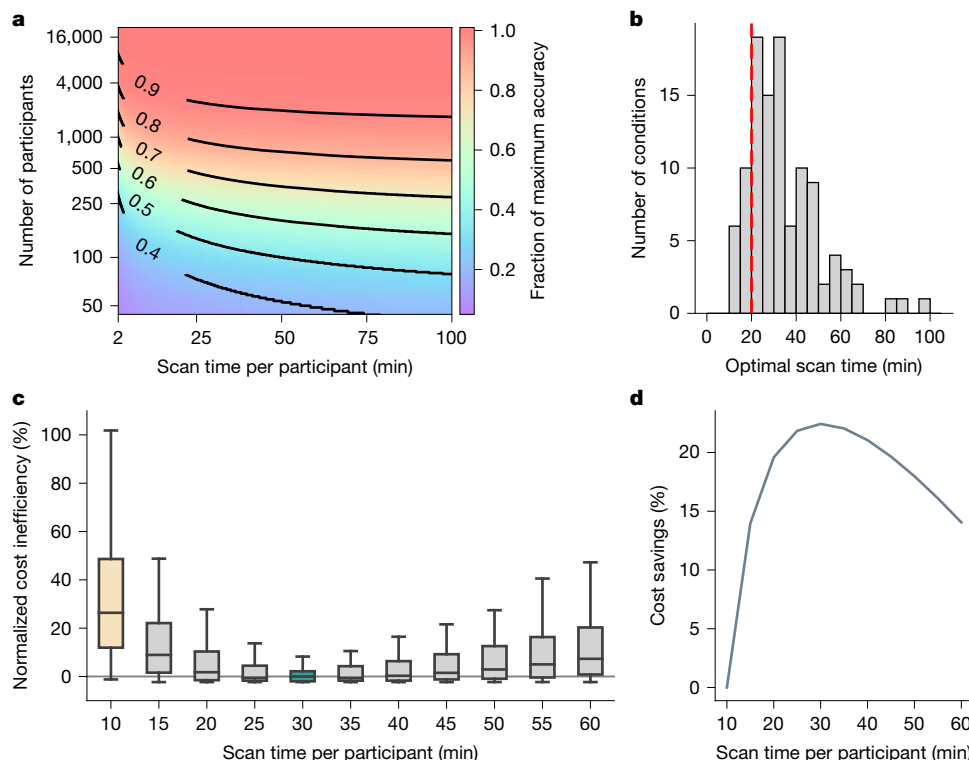 a
16,000
4,000
1,000
500
250
100
50
Number of participants
0.9
0.8
0.7
0.6
0.5
0.4
2 25 50 75 100
Scan time per participant (min)
1.0
0.8
0.6
0.4
0.2
Fraction of maximum accuracy
b
15
10
5
0
Number of conditions
0 20 40 60 80 100
Optimal scan time (min)
c
100
80
60
40
20
0
Normalized cost inefficiency (%)
10 15 20 25 30 35 40 45 50 55 60
Scan time per participant (min)
d
20
15
10
5
0
Cost savings (%)
10 20 30 40 50 60
Scan time per participant (min)